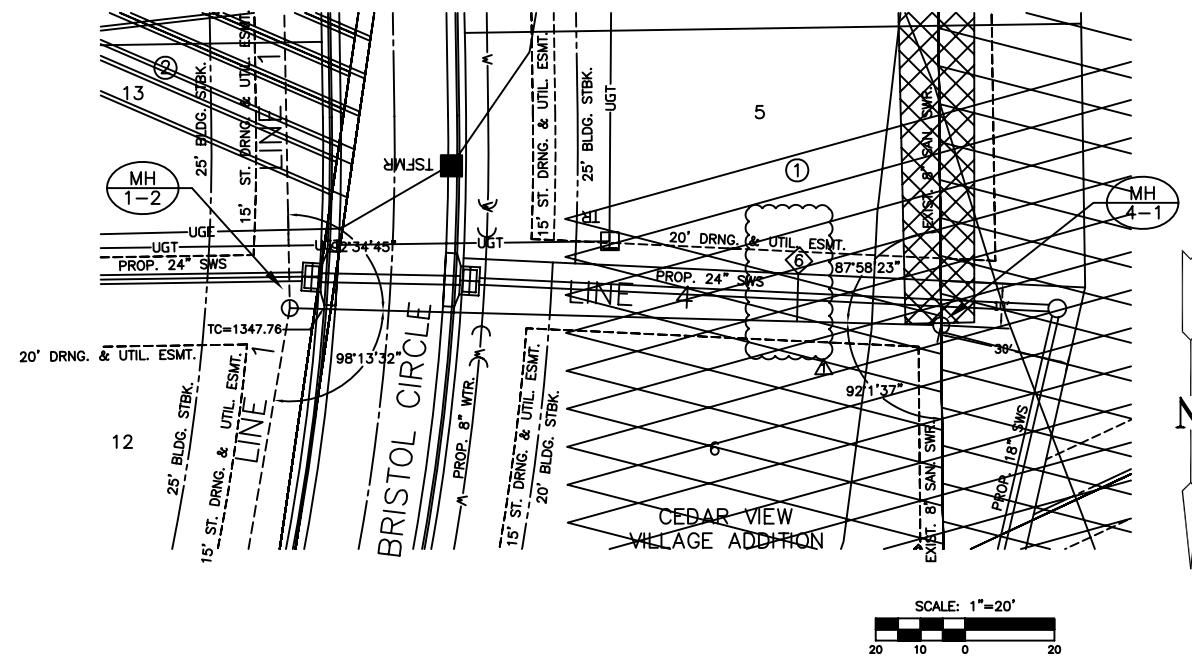 15' ST. DRNG. & UTIL. ESMT.
LINE 1
25' BLDG. STBK.
2
13
MH
1-2
UGE
UGT
PROP. 24" SWS
TC=1347.76
20' DRNG. & UTIL. ESMT.
12
25' BLDG. STBK.
15' ST. DRNG. & UTIL. ESMT.
LINE 1
98°13'32"
BRISTOL CIRCLE
TSFMR
W
W
W
PROP. 8" WTR.
W
UGT
15' ST. DRNG. & UTIL. ESMT.
25' BLDG. STBK.
UGT
TR
5
1
20' DRNG. & UTIL. ESMT.
6
87°58'23"
PROP. 24" SWS
LINE 4
15' ST. DRNG. & UTIL. ESMT.
20' BLDG. STBK.
92°1'37"
6
CEDAR VIEW
VILLAGE ADDITION
EXIST. 8" SAN. SWR.
EXIST. 8" SAN. SWR.
MH
4-1
30'
PROP. 18" SWS
N
SCALE: 1"=20'
20 10 0 20